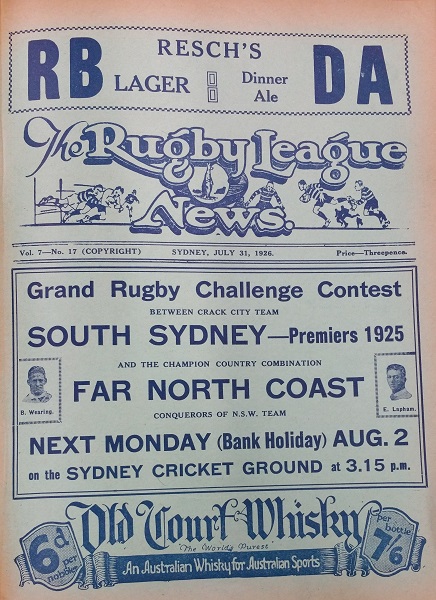 RESCH'S
RB LAGER Dinner Ale DA
The Rugby League
News.
Vol. 7—No. 17 (COPYRIGHT) SYDNEY, JULY 31, 1926. Price—Threepence.
Grand Rugby Challenge Contest
BETWEEN CRACK CITY TEAM
SOUTH SYDNEY—Premiers 1925
AND THE CHAMPION COUNTRY COMBINATION
FAR NORTH COAST
B. Wearing. E. Lapham.
CONQUERORS OF N.S.W. TEAM
NEXT MONDAY (Bank Holiday) AUG. 2
on the SYDNEY CRICKET GROUND at 3.15 p.m.
Old Court Whisky
The World's Purest
6d. per nobbler
per bottle 7/6
An Australian Whisky for Australian Sports